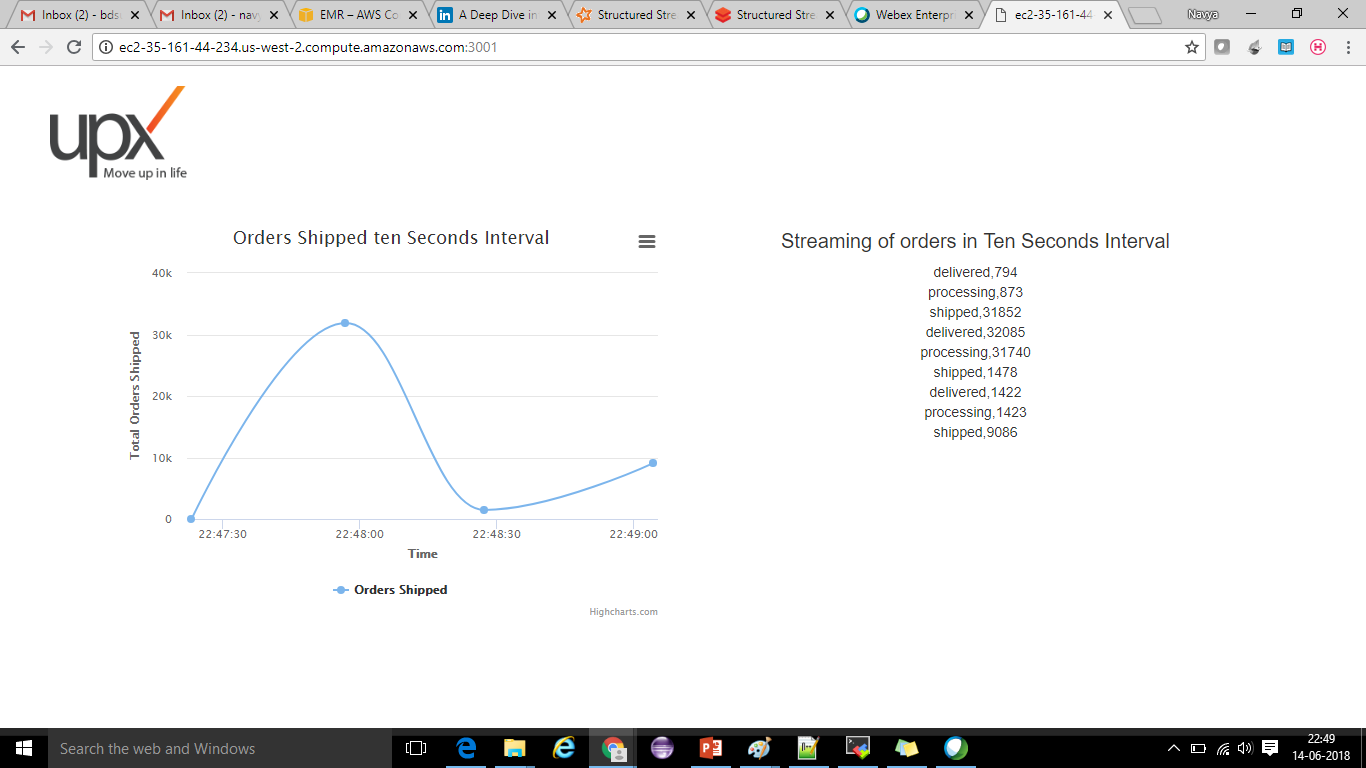 Inbox (2) - bds
Inbox (2) - nav
EMR – AWS Co
A Deep Dive in
Structured Stre
Structured Stre
Webex Enterpr
ec2-35-161-44
Navya
ec2-35-161-44-234.us-west-2.compute.amazonaws.com:3001
upx
Move up in life
Orders Shipped ten Seconds Interval
Total Orders Shipped
40k
30k
20k
10k
0
22:47:30 22:48:00 22:48:30 22:49:00
Time
Orders Shipped
Highcharts.com
Streaming of orders in Ten Seconds Interval
delivered,794
processing,873
shipped,31852
delivered,32085
processing,31740
shipped,1478
delivered,1422
processing,1423
shipped,9086
Search the web and Windows
22:49
14-06-2018